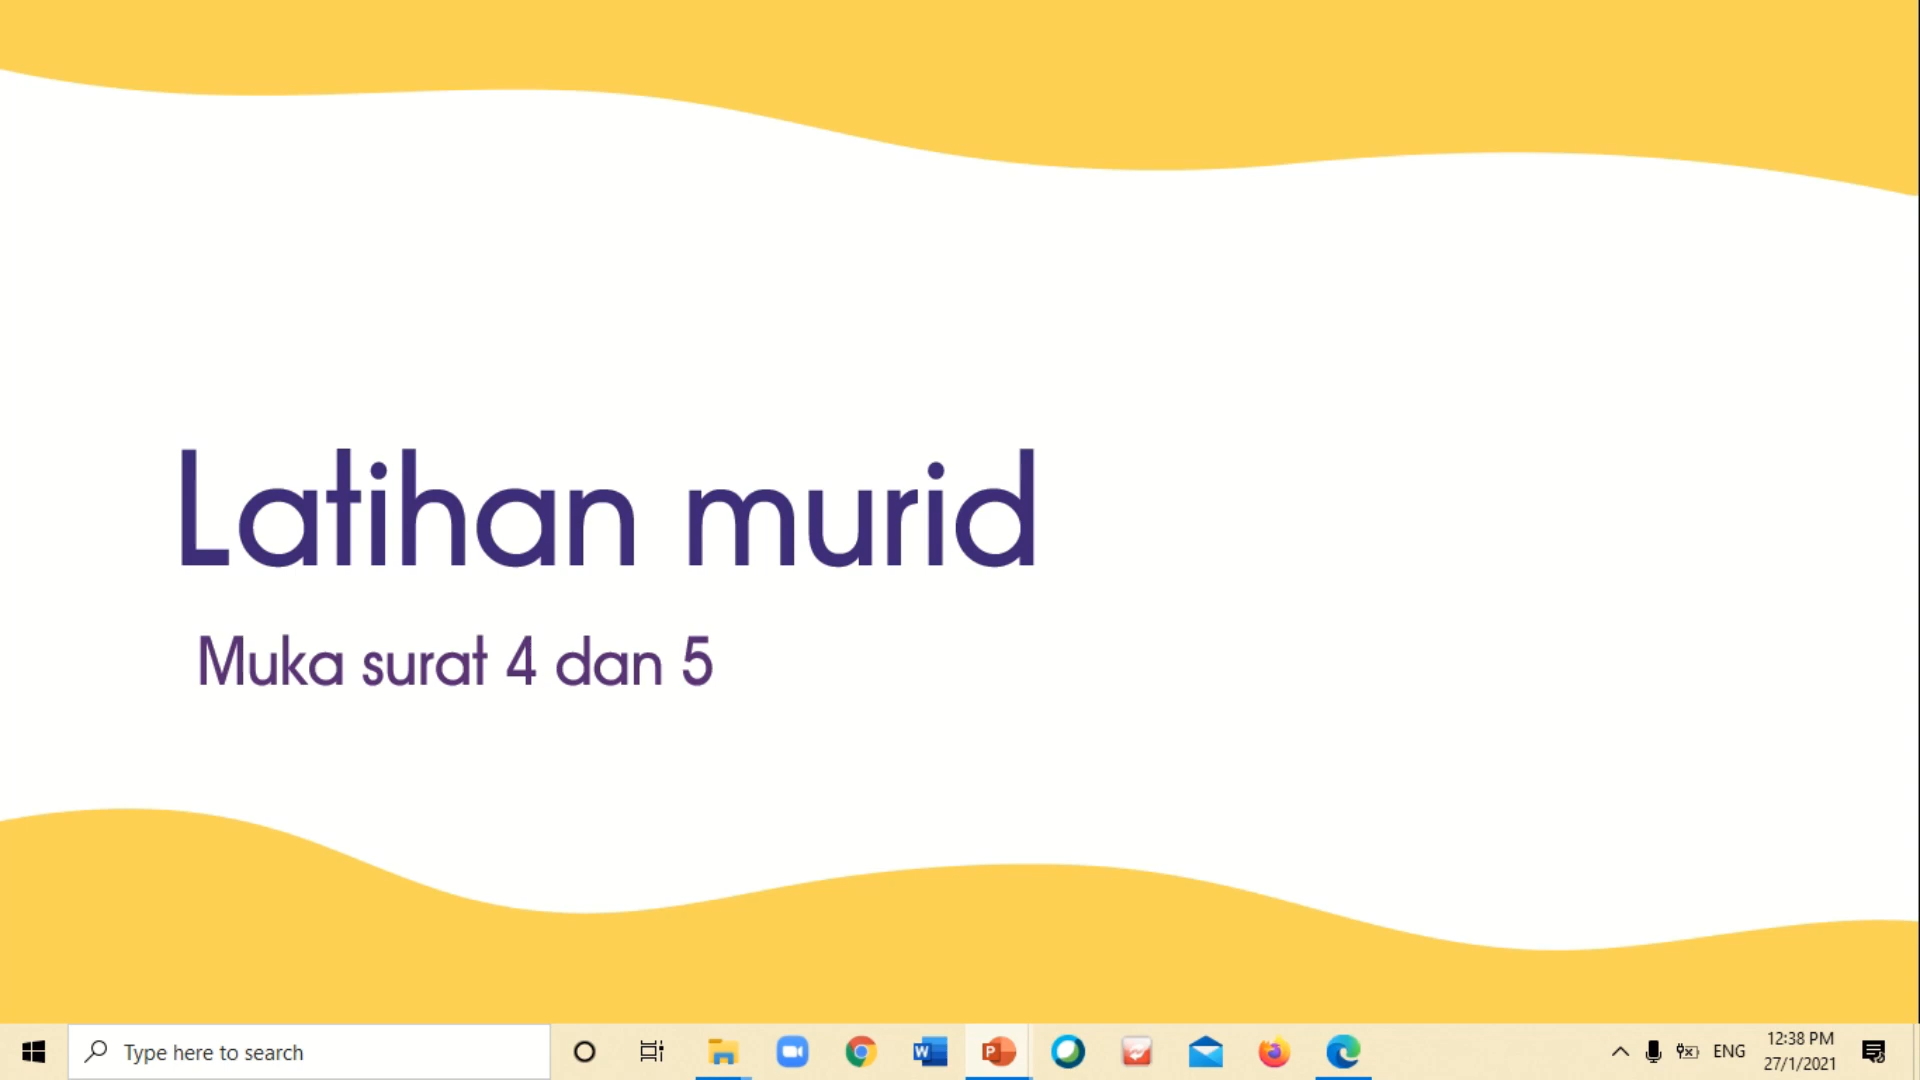 Latihan murid
Muka surat 4 dan 5
Type here to search
ENG
12:38 PM
27/1/2021